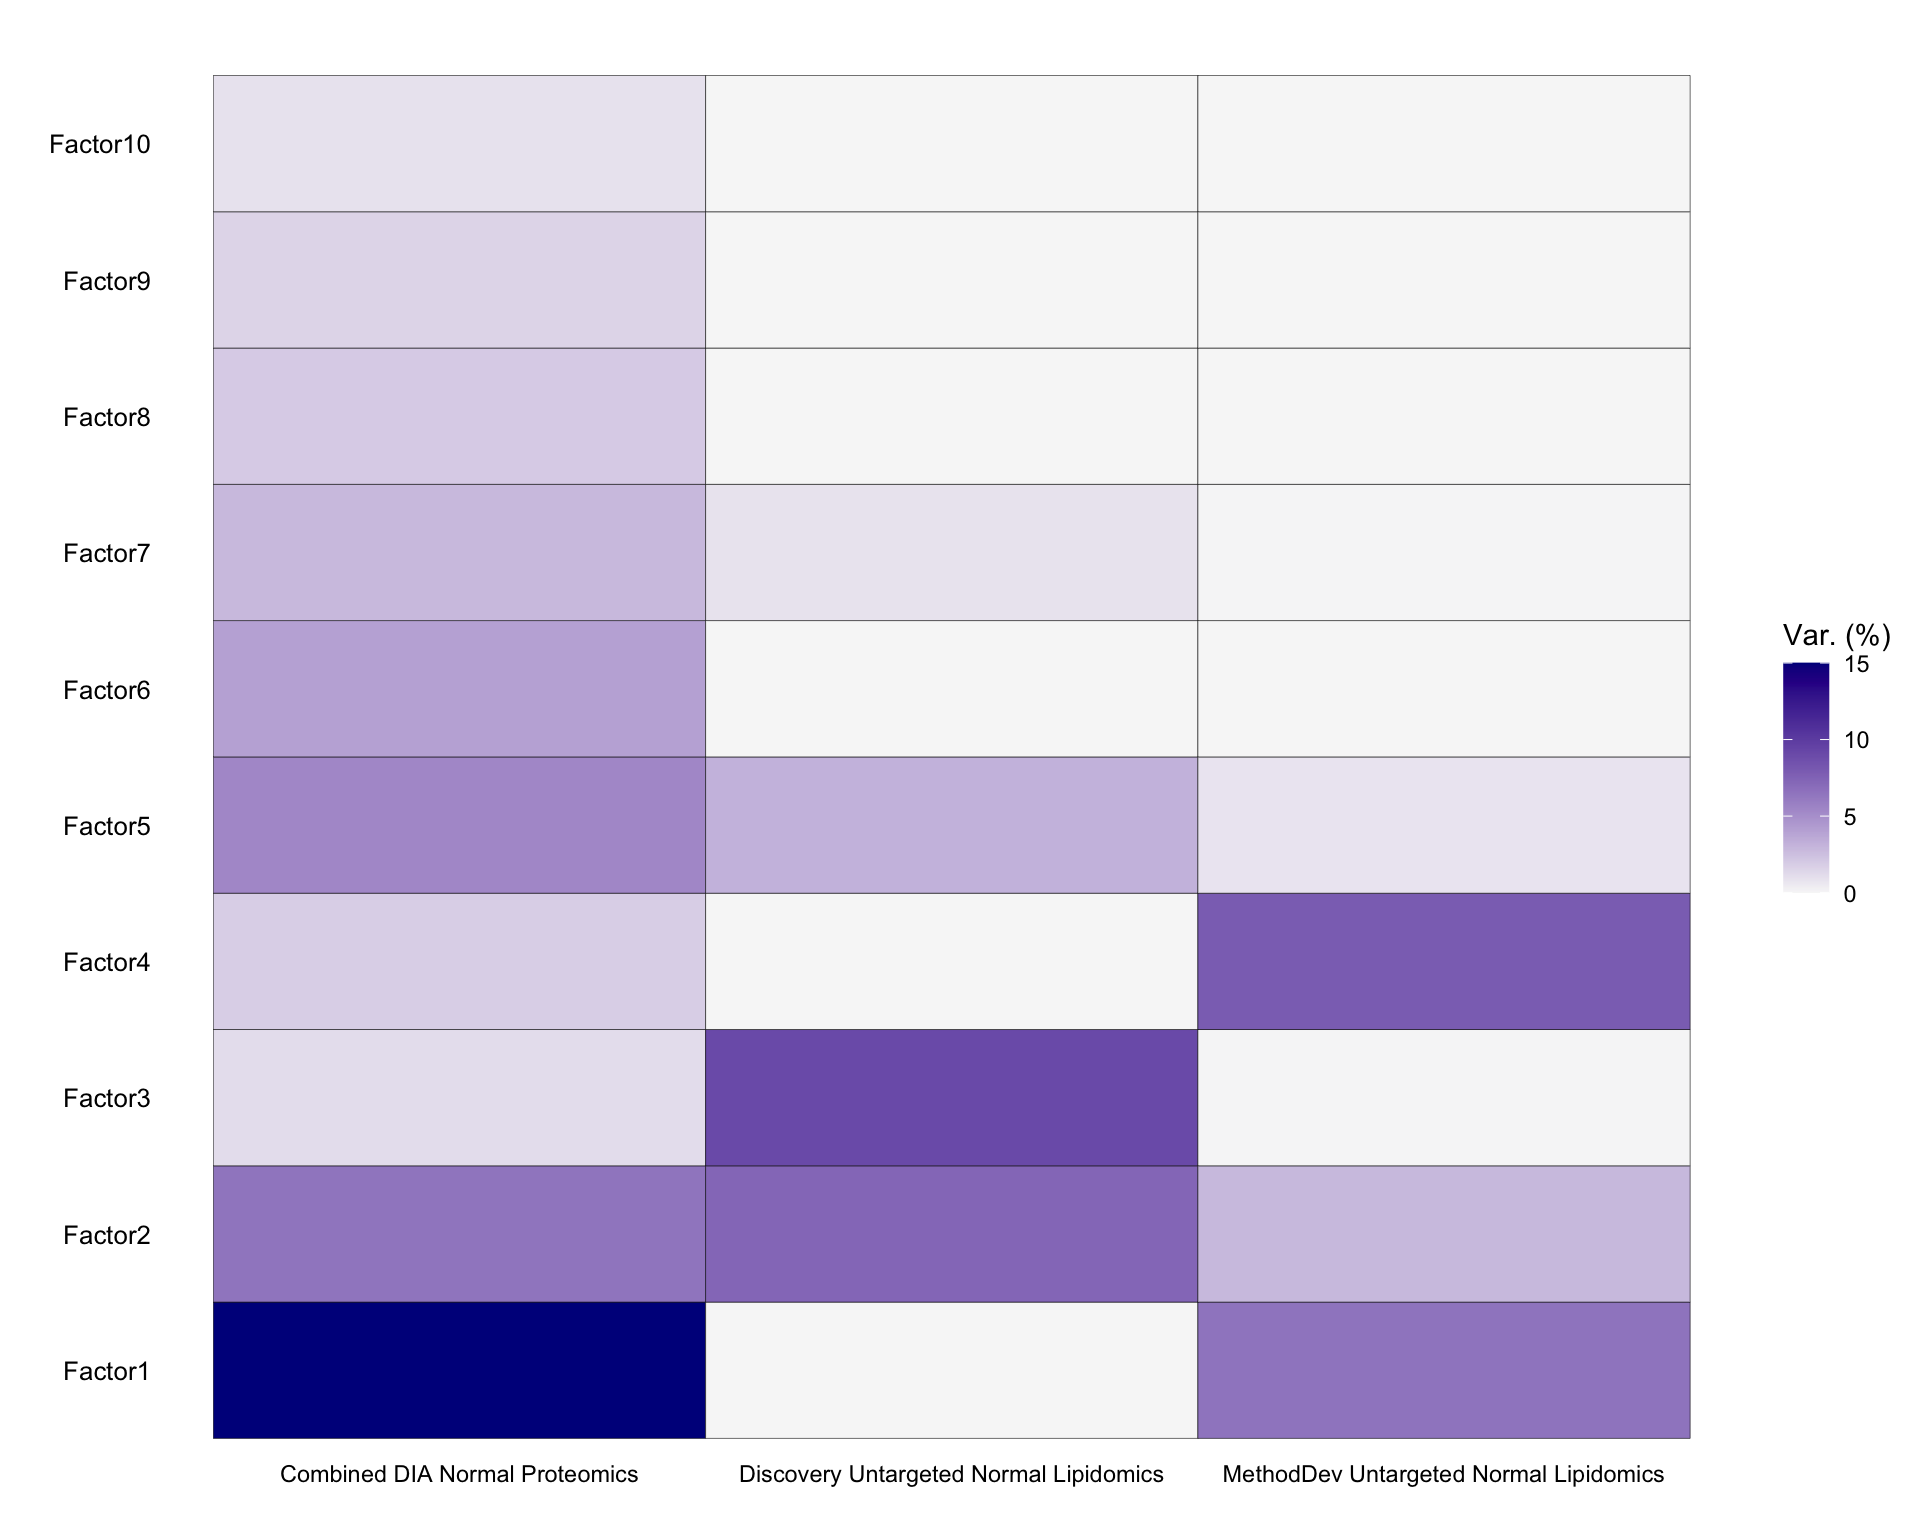 Factor10
Factor9
Factor8
Factor7
Factor6
Factor5
Factor4
Factor3
Factor2
Factor1
Combined DIA Normal Proteomics
Discovery Untargeted Normal Lipidomics
MethodDev Untargeted Normal Lipidomics
Var. (%)
15
10
5
0